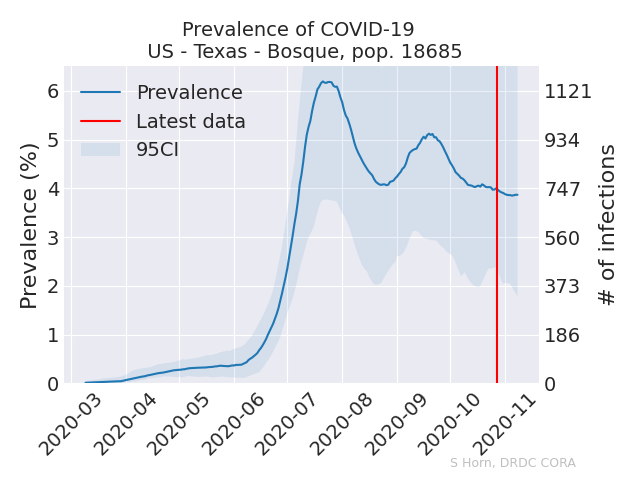 Prevalence of COVID-19
US - Texas - Bosque, pop. 18685
Prevalence (%)
6
5
4
3
2
1
0
Prevalence
Latest data
95CI
1121
934
747
560
373
186
0
# of infections
2020-03
2020-04
2020-05
2020-06
2020-07
2020-08
2020-09
2020-10
2020-11
S Horn, DRDC CORA